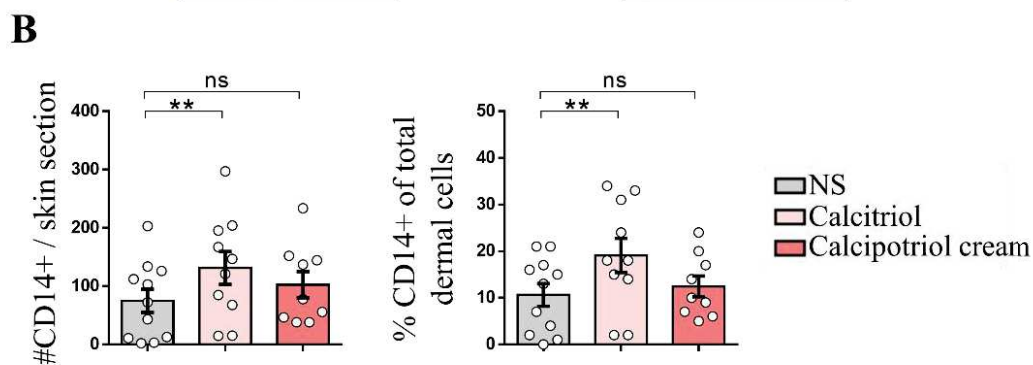 B
ns
**
400
300
200
100
0
#CD14+ / skin section
ns
**
50
40
30
20
10
0
% CD14+ of total
dermal cells
NS
Calcitriol
Calcipotriol cream